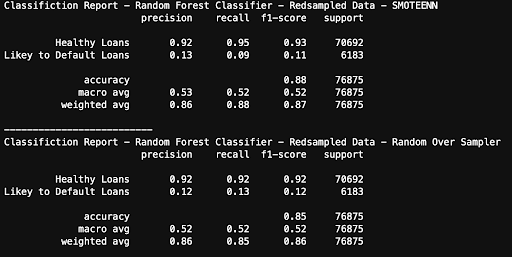 Classifiction Report - Random Forest Classifier - Redsampled Data - SMOTEENN
precision recall f1-score support
Healthy Loans 0.92 0.95 0.93 70692
Likey to Default Loans 0.13 0.09 0.11 6183
accuracy 0.88 76875
macro avg 0.53 0.52 0.52 76875
weighted avg 0.86 0.88 0.87 76875
---------------------------
Classifiction Report - Random Forest Classifier - Redsampled Data - Random Over Sampler
precision recall f1-score support
Healthy Loans 0.92 0.92 0.92 70692
Likey to Default Loans 0.12 0.13 0.12 6183
accuracy 0.85 76875
macro avg 0.52 0.52 0.52 76875
weighted avg 0.86 0.85 0.86 76875